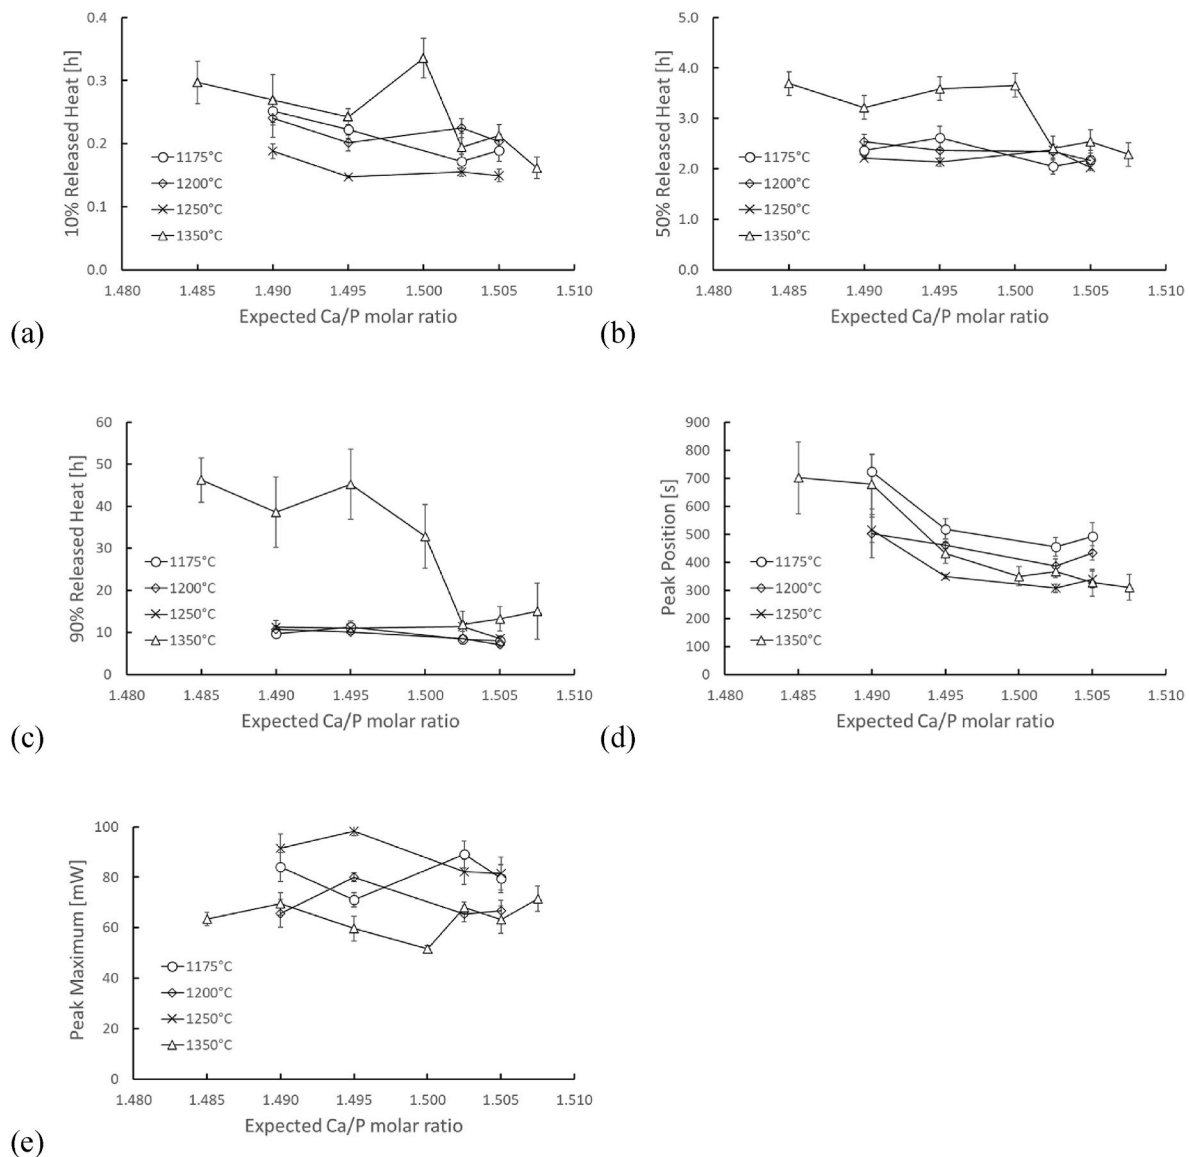 0.4
0.3
0.2
0.1
0.0
10% Released Heat [h]
1175°C
1200°C
1250°C
1350°C
1.480 1.485 1.490 1.495 1.500 1.505 1.510
Expected Ca/P molar ratio
(a)
5.0
4.0
3.0
2.0
1.0
0.0
50% Released Heat [h]
1175°C
1200°C
1250°C
1350°C
1.480 1.485 1.490 1.495 1.500 1.505 1.510
Expected Ca/P molar ratio
(b)
60
50
40
30
20
10
0
90% Released Heat [h]
1175°C
1200°C
1250°C
1350°C
1.480 1.485 1.490 1.495 1.500 1.505 1.510
Expected Ca/P molar ratio
(c)
900
800
700
600
500
400
300
200
100
0
Peak Position [s]
1175°C
1200°C
1250°C
1350°C
1.480 1.485 1.490 1.495 1.500 1.505 1.510
Expected Ca/P molar ratio
(d)
100
80
60
40
20
0
Peak Maximum [mW]
1175°C
1200°C
1250°C
1350°C
1.480 1.485 1.490 1.495 1.500 1.505 1.510
Expected Ca/P molar ratio
(e)